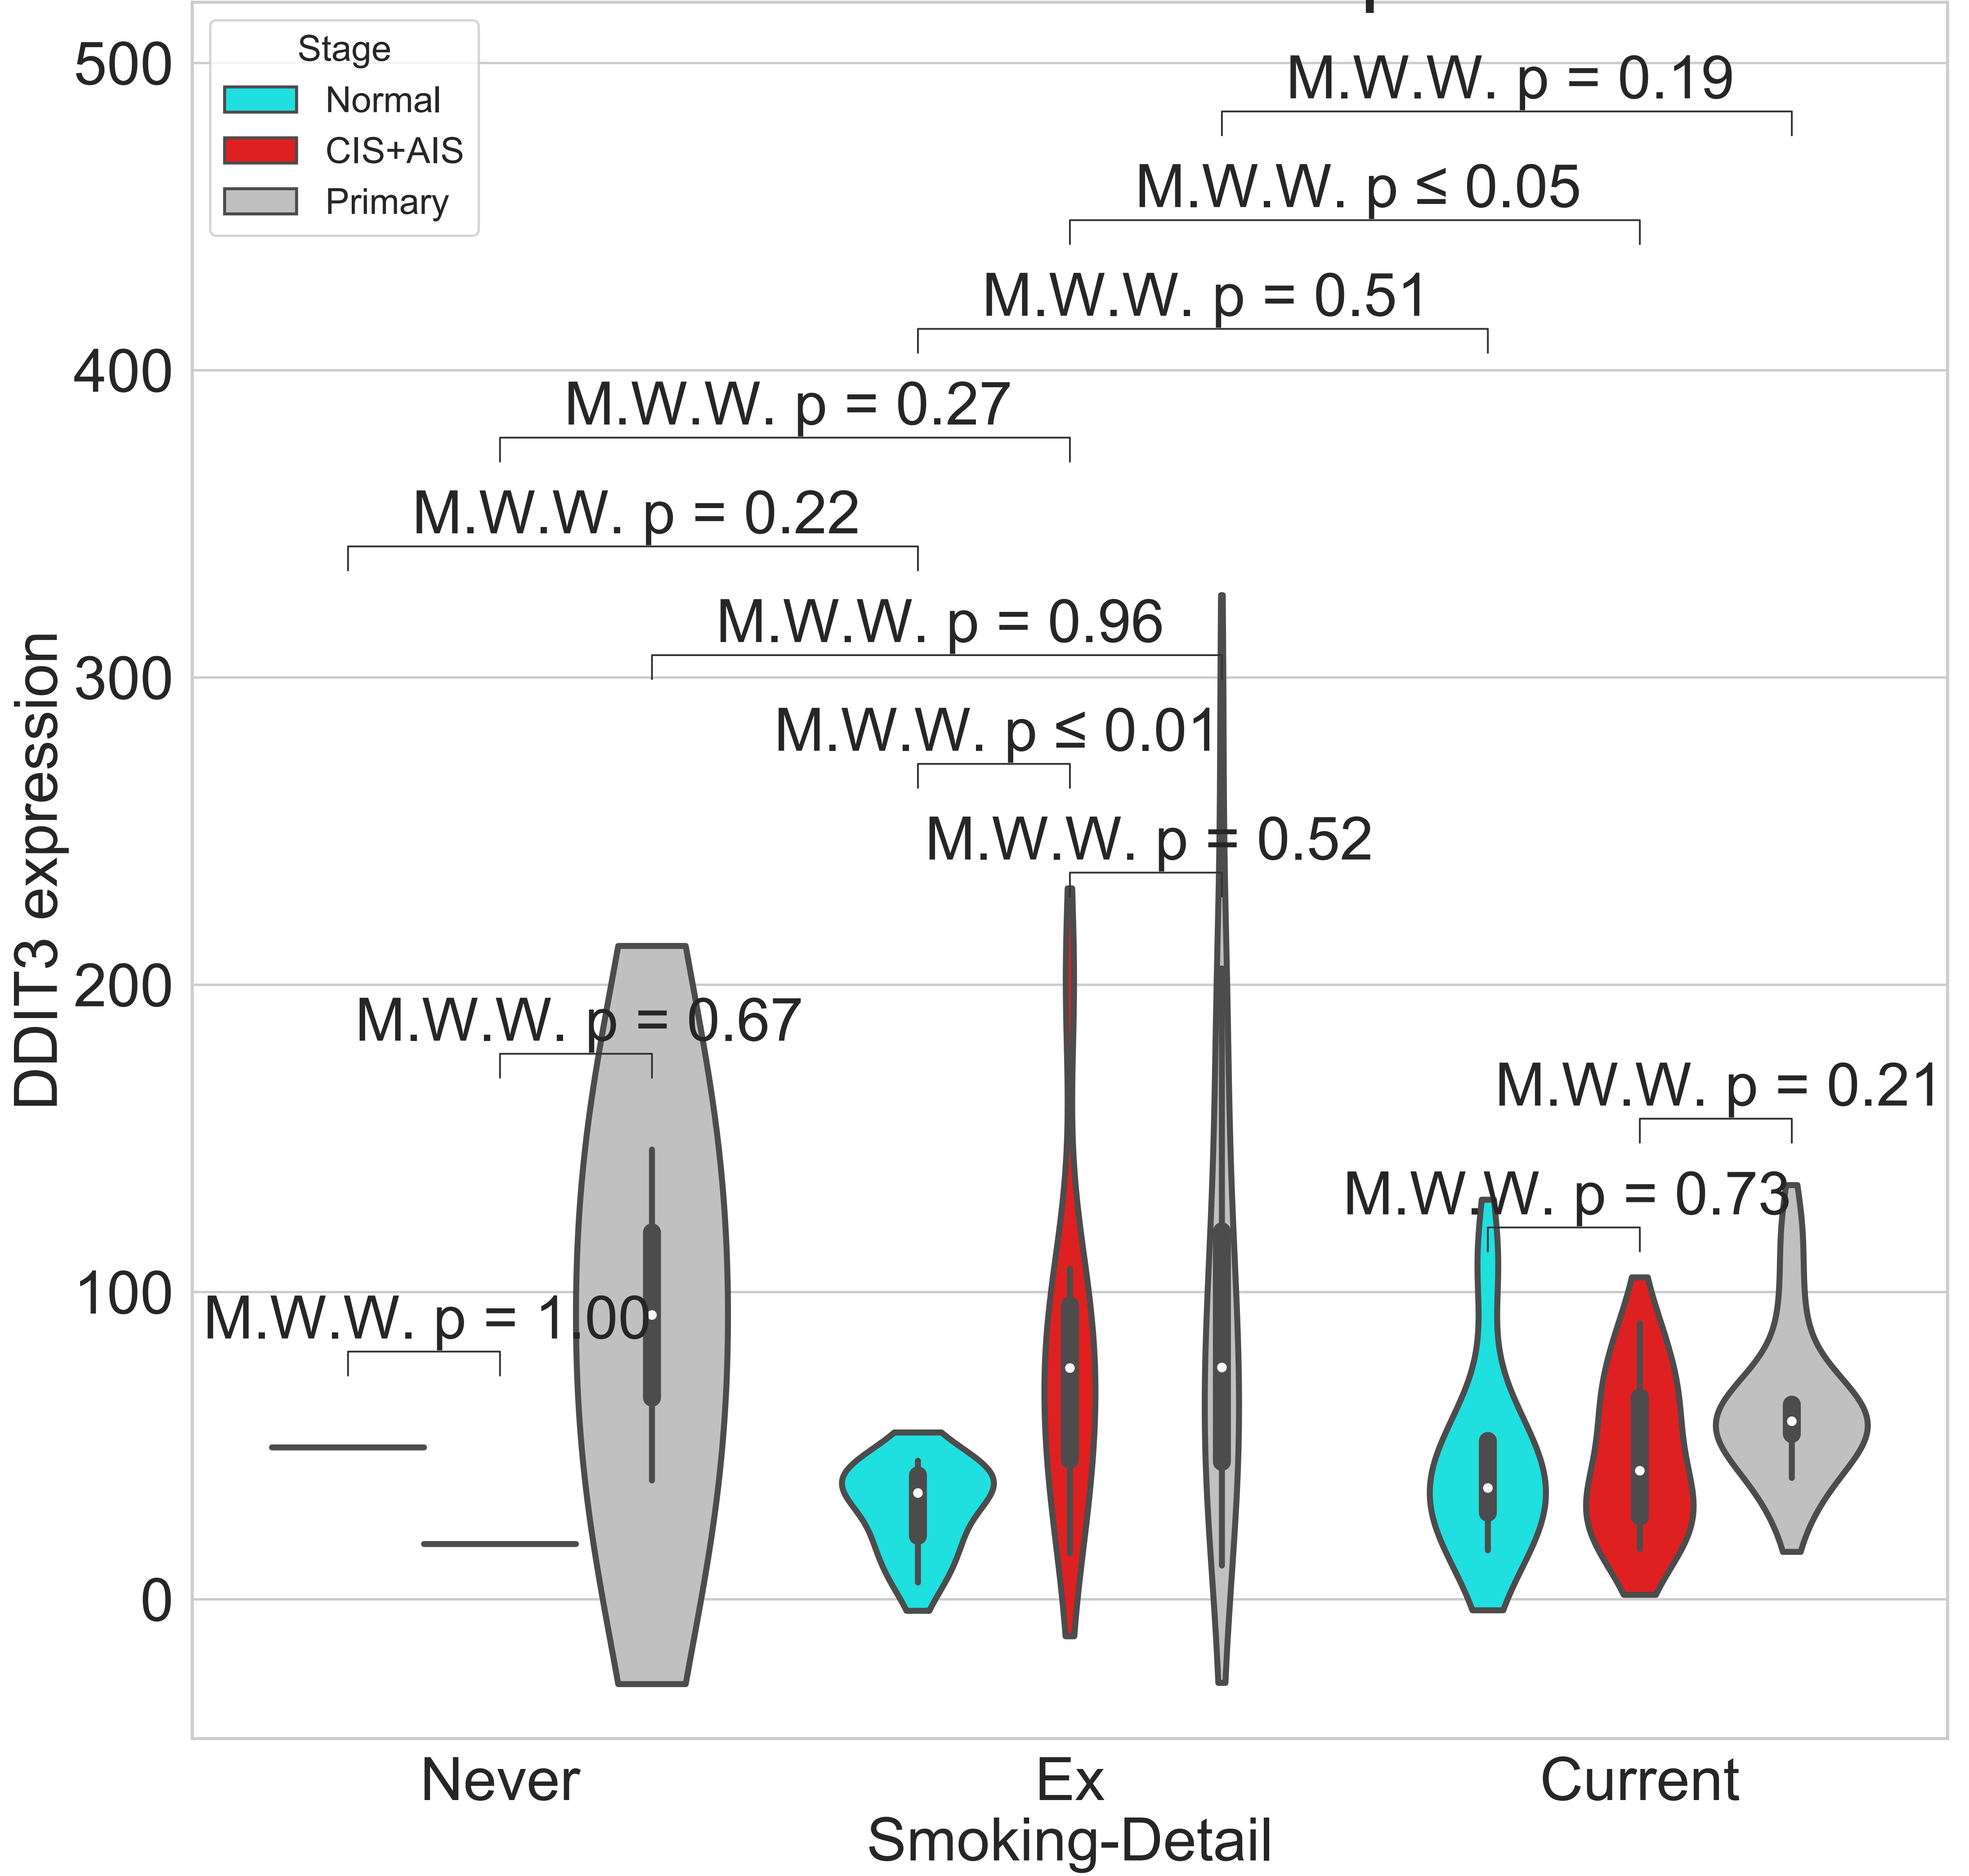 Stage
Normal
CIS+AIS
Primary
500
400
300
200
100
0
DDIT3 expression
M.W.W. p = 0.19
M.W.W. p ≤ 0.05
M.W.W. p = 0.51
M.W.W. p = 0.27
M.W.W. p = 0.22
M.W.W. p = 0.96
M.W.W. p ≤ 0.01
M.W.W. p = 0.52
M.W.W. p = 0.67
M.W.W. p = 0.21
M.W.W. p = 0.73
M.W.W. p = 1.00
Never
Ex
Current
Smoking-Detail